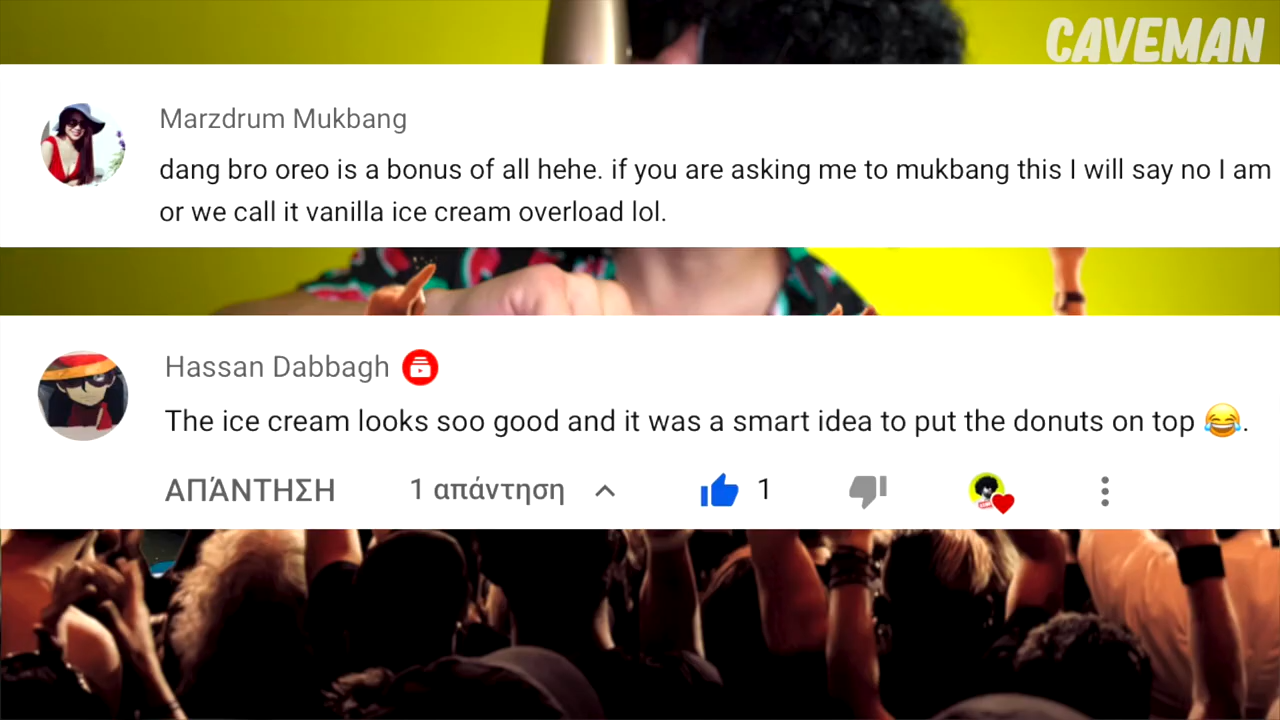 CAVEMAN
Marzdrum Mukbang
dang bro oreo is a bonus of all hehe. if you are asking me to mukbang this I will say no I am
or we call it vanilla ice cream overload lol.
Hassan Dabbagh
The ice cream looks soo good and it was a smart idea to put the donuts on top 😂.
ΑΠΆΝΤΗΣΗ 1 απάντηση 1